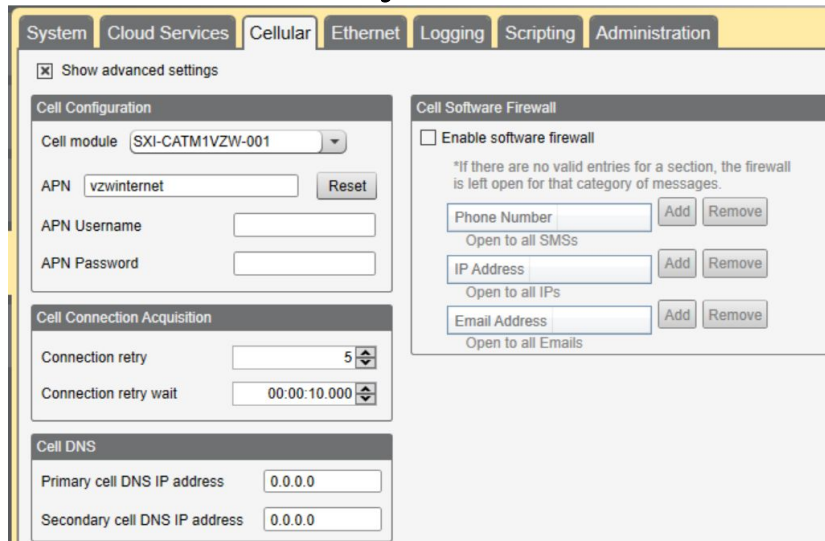 System Cloud Services Cellular Ethernet Logging Scripting Administration
Show advanced settings
Cell Configuration
Cell module SXI-CATM1VZW-001
APN vzwinternet Reset
APN Username
APN Password
Cell Connection Acquisition
Connection retry 5
Connection retry wait 00:00:10.000
Cell DNS
Primary cell DNS IP address 0.0.0.0
Secondary cell DNS IP address 0.0.0.0
Cell Software Firewall
Enable software firewall
*If there are no valid entries for a section, the firewall
is left open for that category of messages.
Phone Number Add Remove
Open to all SMSs
IP Address Add Remove
Open to all IPs
Email Address Add Remove
Open to all Emails